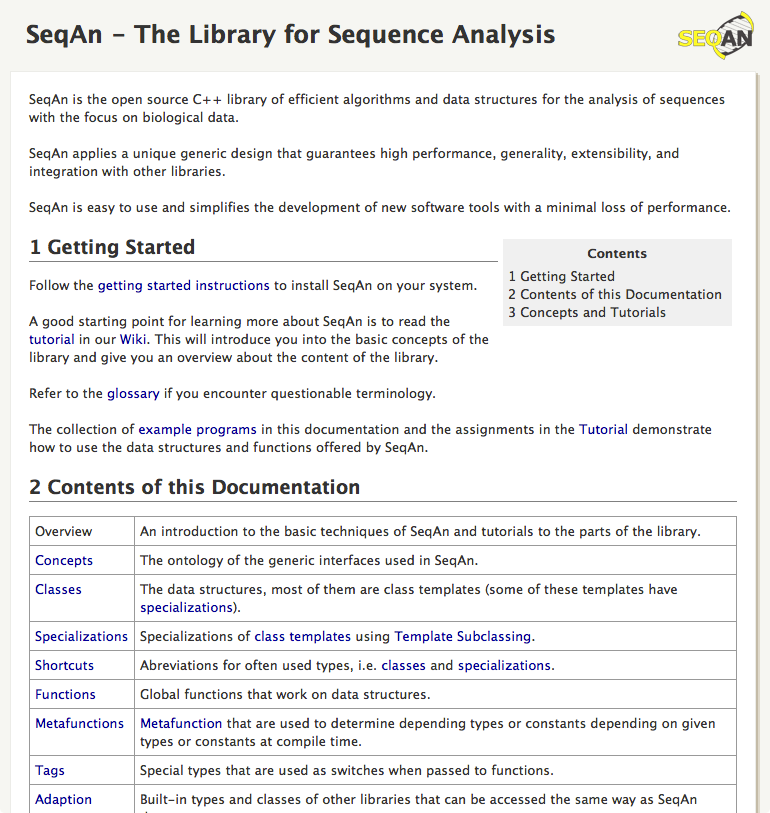 SeqAn – The Library for Sequence Analysis
SEQAN
SeqAn is the open source C++ library of efficient algorithms and data structures for the analysis of sequences
with the focus on biological data.
SeqAn applies a unique generic design that guarantees high performance, generality, extensibility, and
integration with other libraries.
SeqAn is easy to use and simplifies the development of new software tools with a minimal loss of performance.
1 Getting Started
Follow the getting started instructions to install SeqAn on your system.
A good starting point for learning more about SeqAn is to read the
tutorial in our Wiki. This will introduce you into the basic concepts of the
library and give you an overview about the content of the library.
Refer to the glossary if you encounter questionable terminology.
Contents
1 Getting Started
2 Contents of this Documentation
3 Concepts and Tutorials
The collection of example programs in this documentation and the assignments in the Tutorial demonstrate
how to use the data structures and functions offered by SeqAn.
2 Contents of this Documentation
Overview An introduction to the basic techniques of SeqAn and tutorials to the parts of the library.
Concepts The ontology of the generic interfaces used in SeqAn.
Classes The data structures, most of them are class templates (some of these templates have
specializations).
Specializations Specializations of class templates using Template Subclassing.
Shortcuts Abreviations for often used types, i.e. classes and specializations.
Functions Global functions that work on data structures.
Metafunctions Metafunction that are used to determine depending types or constants depending on given
types or constants at compile time.
Tags Special types that are used as switches when passed to functions.
Adaption Built-in types and classes of other libraries that can be accessed the same way as SeqAn